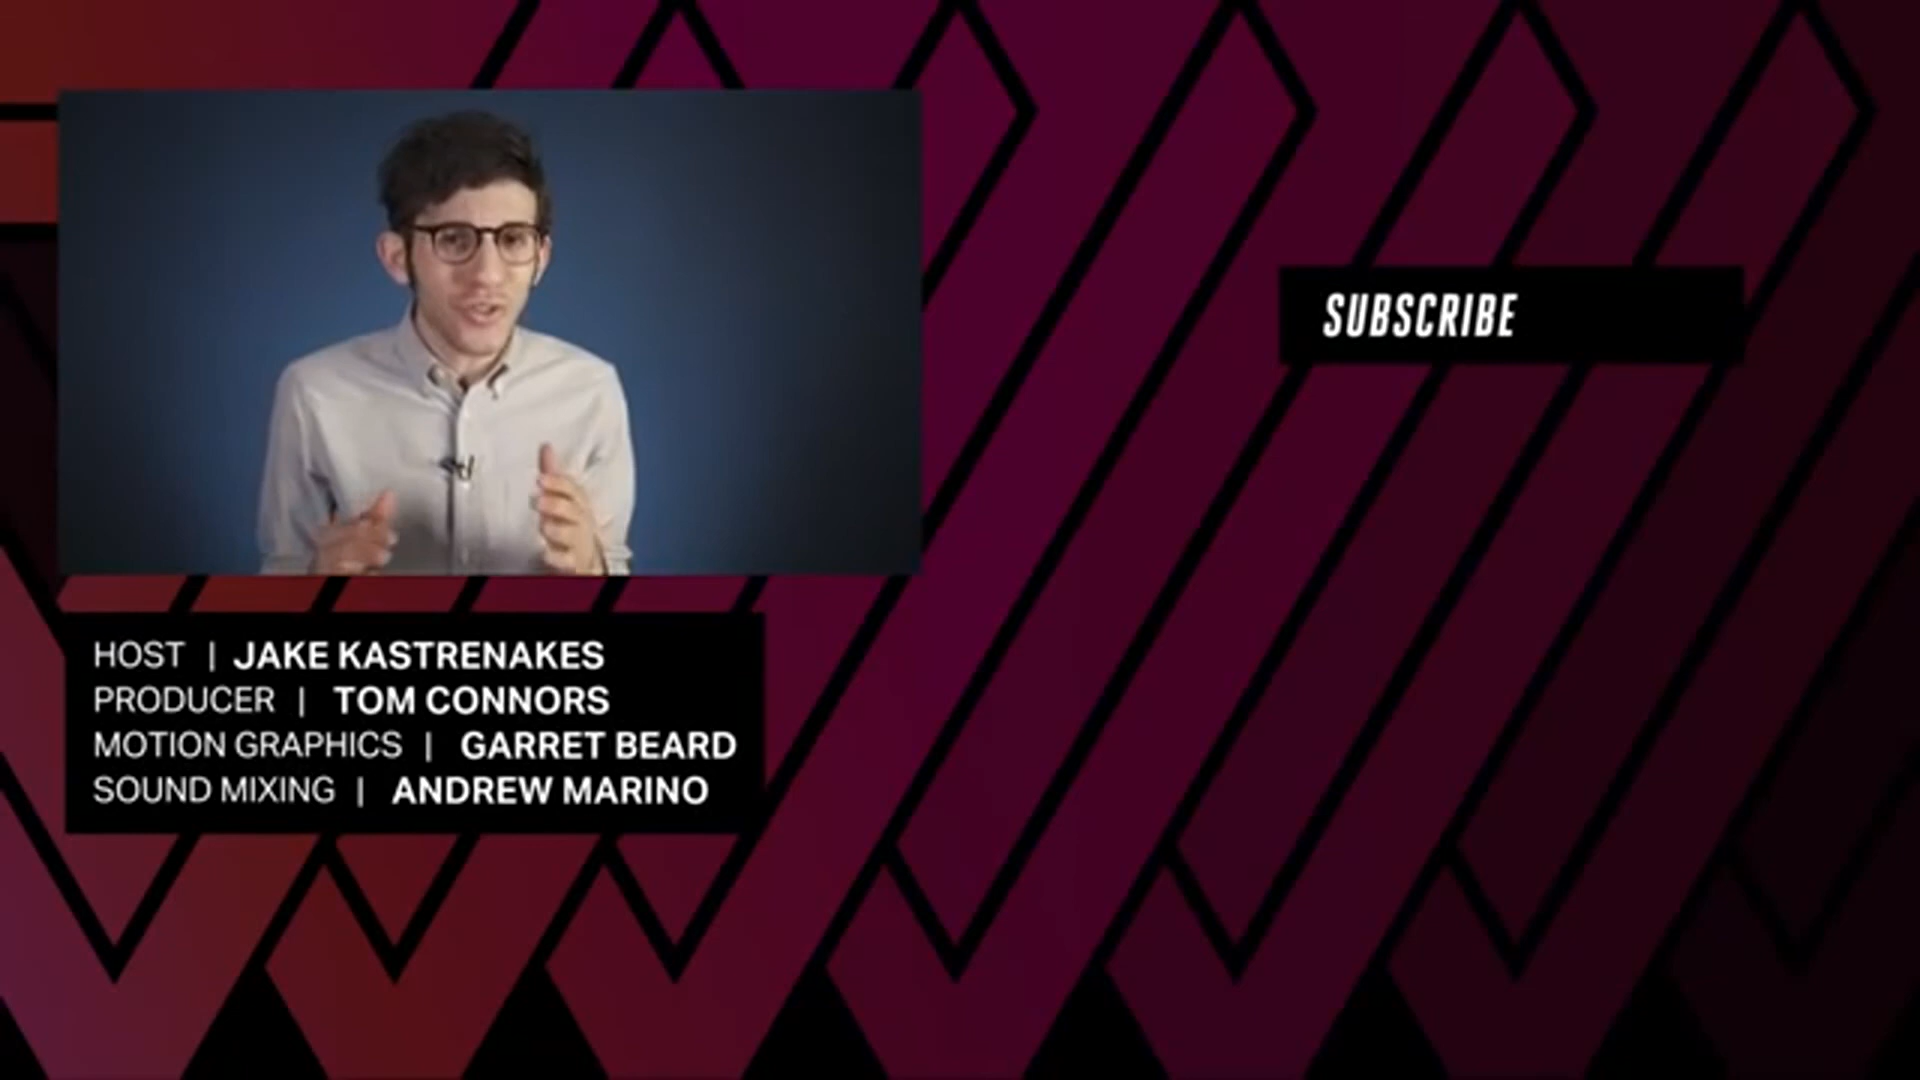 SUBSCRIBE
HOST | JAKE KASTRENAKES
PRODUCER | TOM CONNORS
MOTION GRAPHICS | GARRET BEARD
SOUND MIXING | ANDREW MARINO